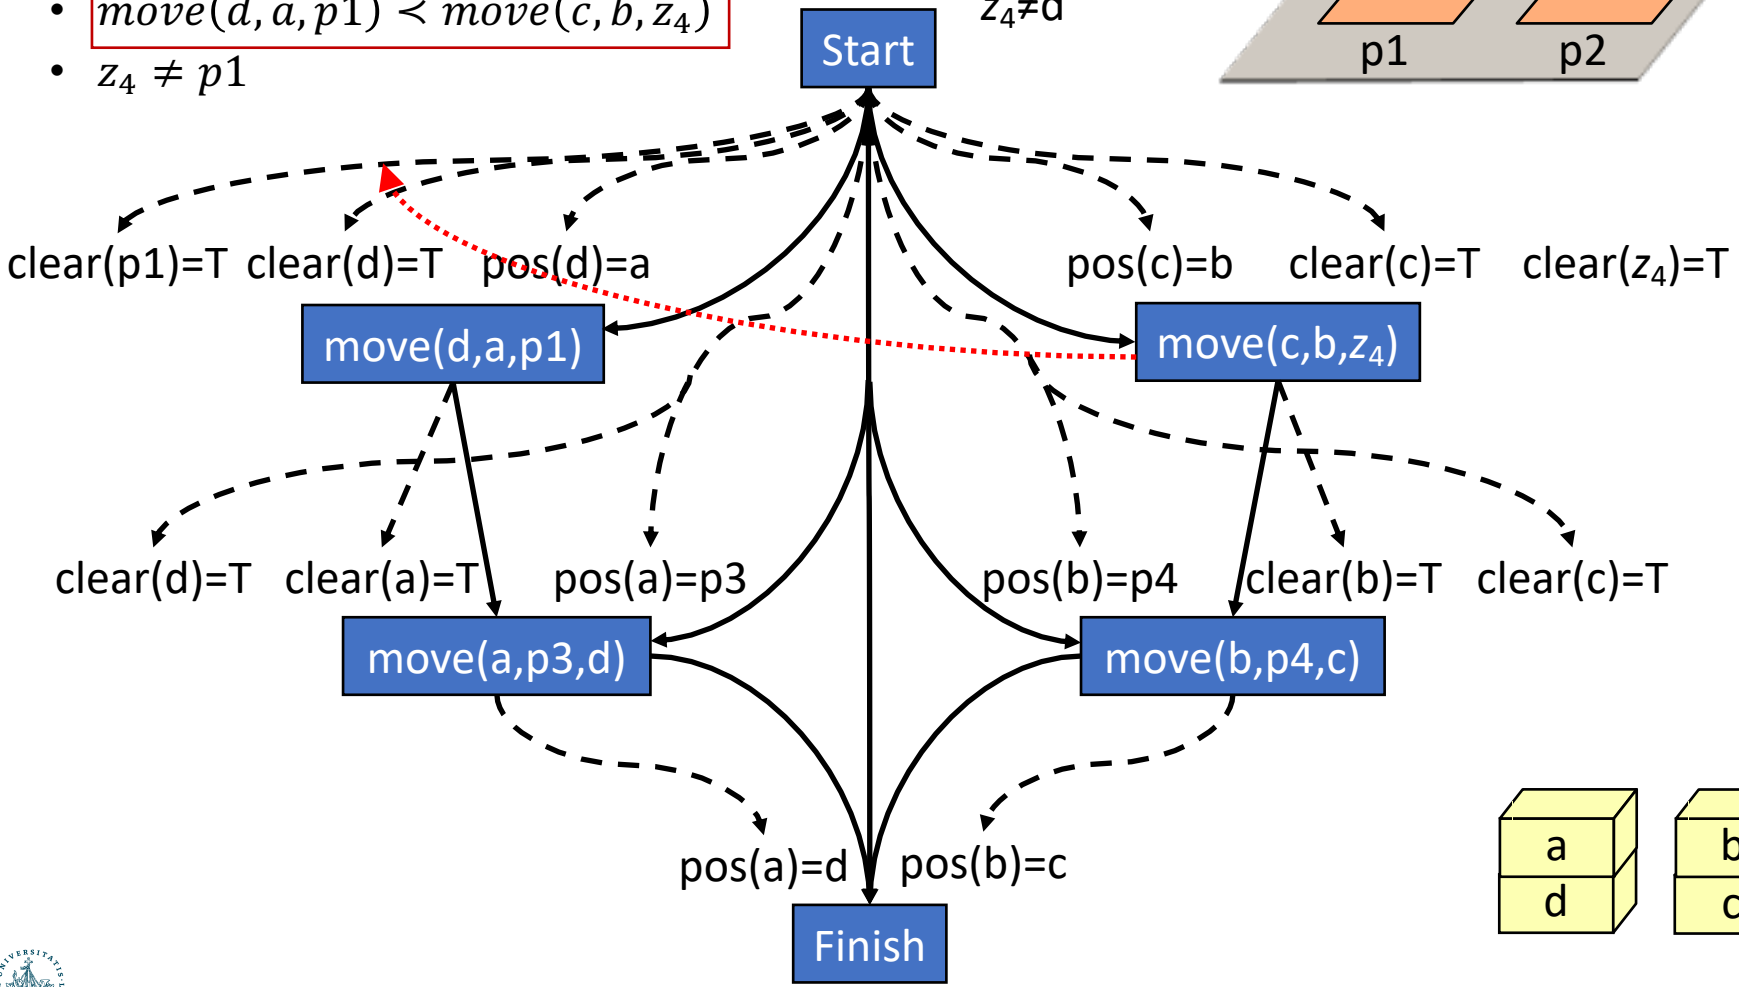 • move(d, a, p1) ≺ move(c, b, z₄)
z₄≠d
• z₄ ≠ p1
Start
p1 p2
clear(p1)=T clear(d)=T pos(d)=a pos(c)=b clear(c)=T clear(z₄)=T
move(d,a,p1) move(c,b,z₄)
clear(d)=T clear(a)=T pos(a)=p3 pos(b)=p4 clear(b)=T clear(c)=T
move(a,p3,d) move(b,p4,c)
pos(a)=d pos(b)=c
a b
d c
Finish